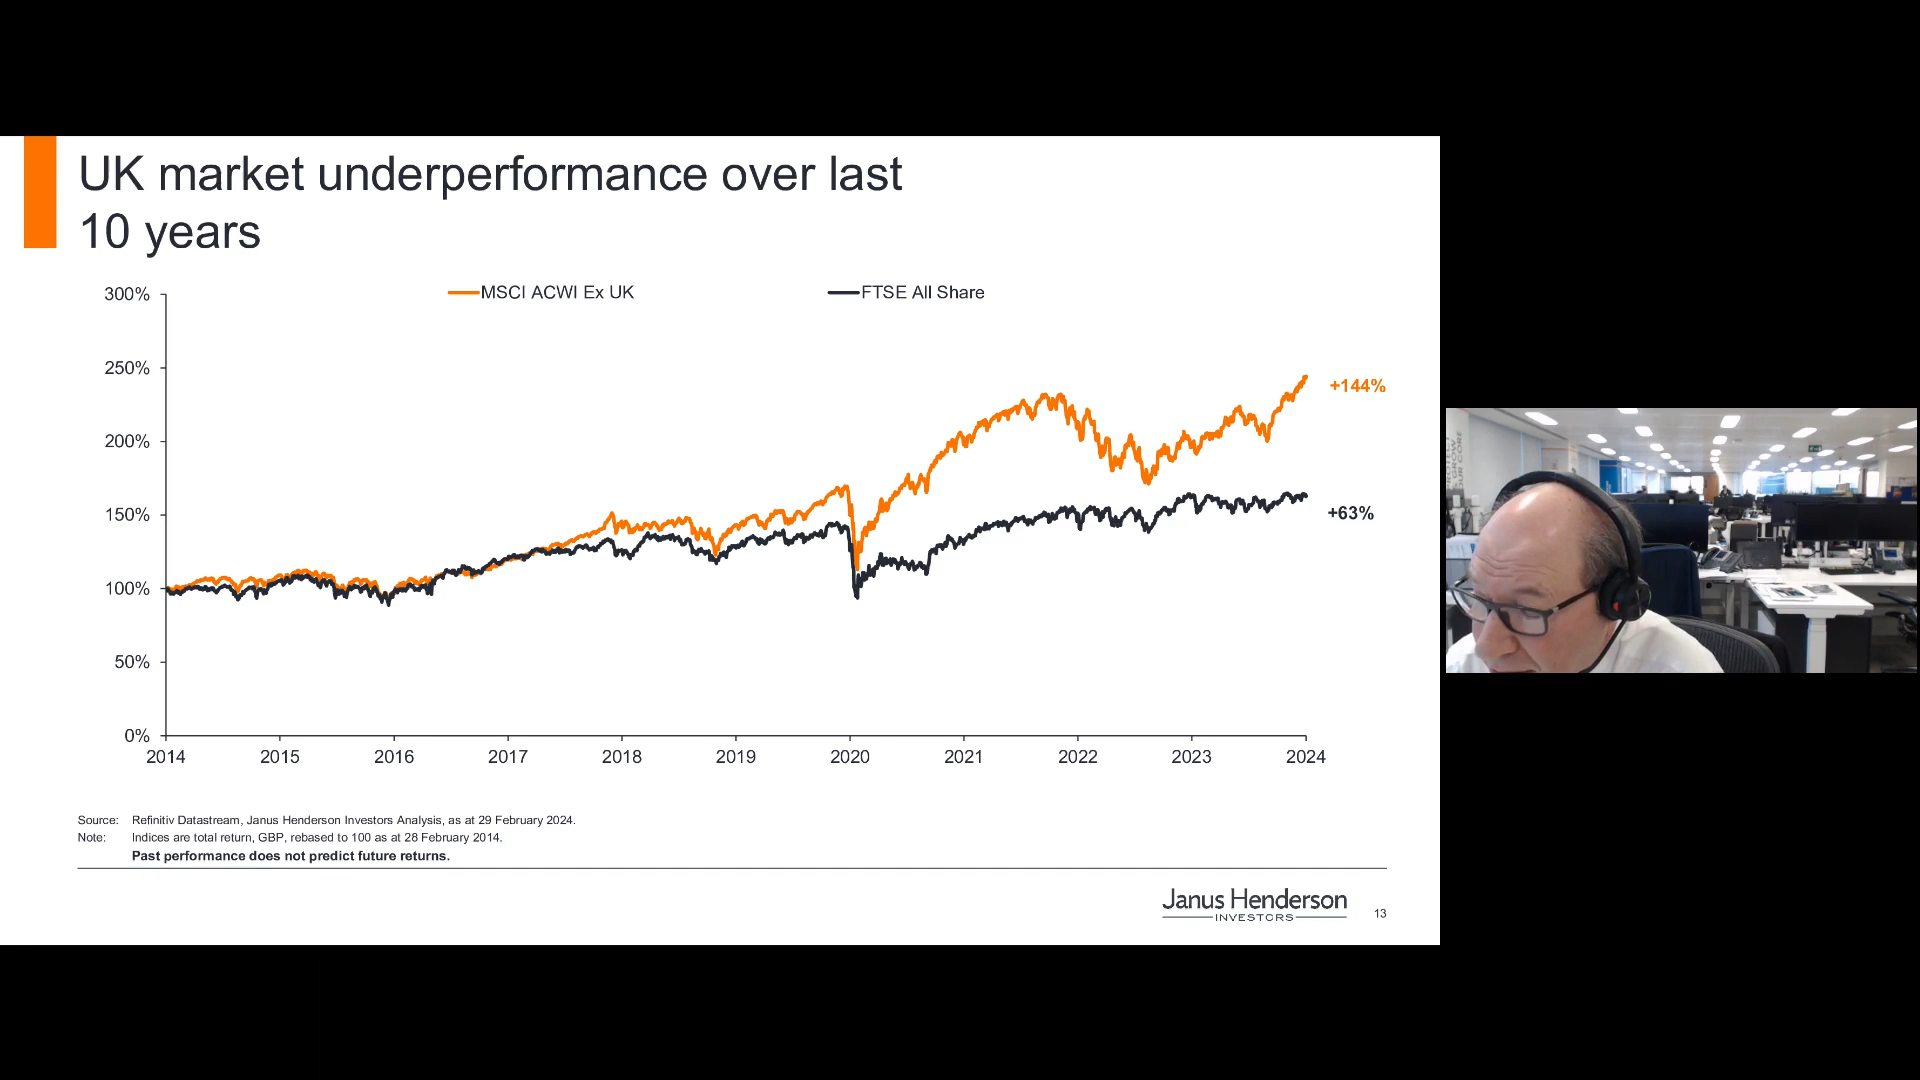 UK market underperformance over last
10 years
MSCI ACWI Ex UK
FTSE All Share
300%
250%
200%
150%
100%
50%
0%
+144%
+63%
2014 2015 2016 2017 2018 2019 2020 2021 2022 2023 2024
Source: Refinitiv Datastream, Janus Henderson Investors Analysis, as at 29 February 2024.
Note: Indices are total return, GBP, rebased to 100 as at 28 February 2014.
Past performance does not predict future returns.
Janus Henderson
INVESTORS
13